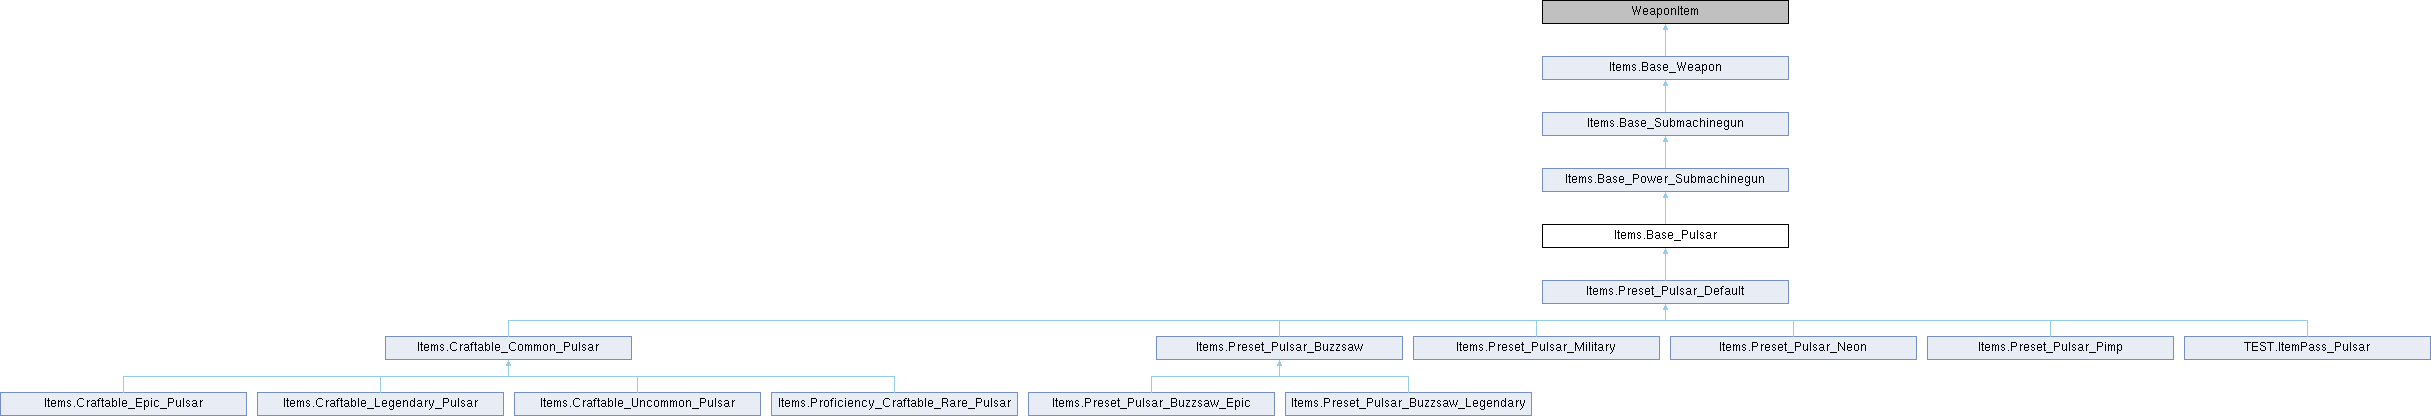 WeaponItem
Items.Base_Weapon
Items.Base_Submachinegun
Items.Base_Power_Submachinegun
Items.Base_Pulsar
Items.Preset_Pulsar_Default
Items.Craftable_Common_Pulsar
Items.Preset_Pulsar_Buzzsaw
Items.Preset_Pulsar_Military
Items.Preset_Pulsar_Neon
Items.Preset_Pulsar_Pimp
TEST.ItemPass_Pulsar
Items.Craftable_Epic_Pulsar
Items.Craftable_Legendary_Pulsar
Items.Craftable_Uncommon_Pulsar
Items.Proficiency_Craftable_Rare_Pulsar
Items.Preset_Pulsar_Buzzsaw_Epic
Items.Preset_Pulsar_Buzzsaw_Legendary